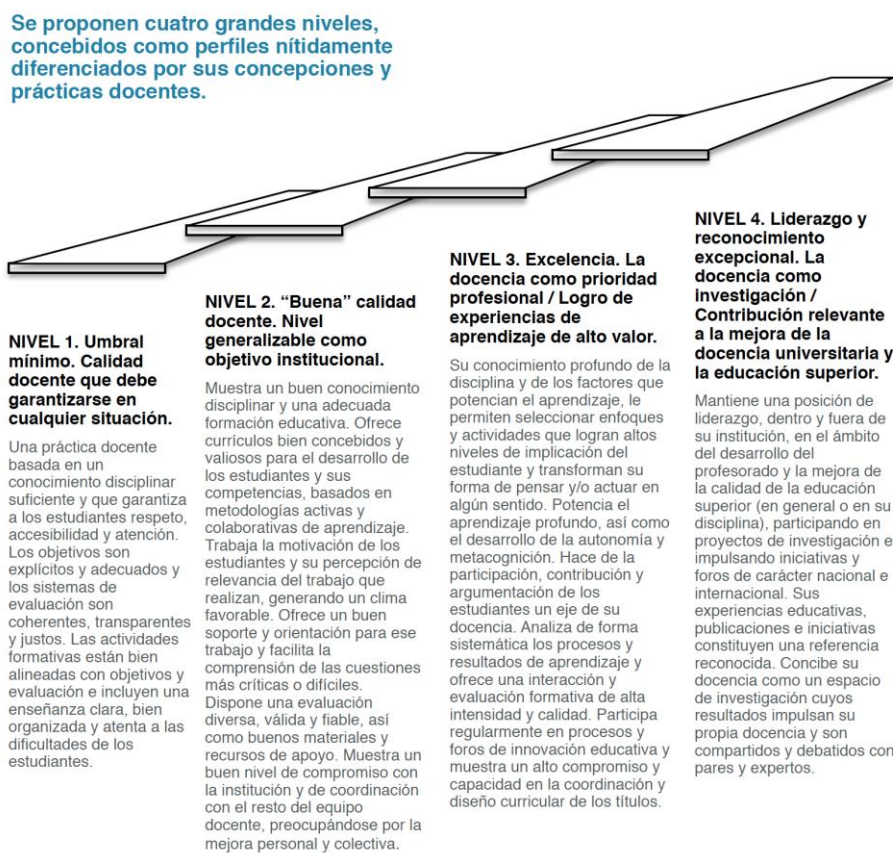 Se proponen cuatro grandes niveles,
concebidos como perfiles nítidamente
diferenciados por sus concepciones y
prácticas docentes.
NIVEL 1. Umbral
mínimo. Calidad
docente que debe
garantizarse en
cualquier situación.
Una práctica docente
basada en un
conocimiento disciplinar
suficiente y que garantiza
a los estudiantes respeto,
accesibilidad y atención.
Los objetivos son
explícitos y adecuados y
los sistemas de
evaluación son
coherentes, transparentes
y justos. Las actividades
formativas están bien
alineadas con objetivos y
evaluación e incluyen una
enseñanza clara, bien
organizada y atenta a las
dificultades de los
estudiantes.
NIVEL 2. “Buena” calidad
docente. Nivel
generalizable como
objetivo institucional.
Muestra un buen conocimiento
disciplinar y una adecuada
formación educativa. Ofrece
currículos bien concebidos y
valiosos para el desarrollo de
los estudiantes y sus
competencias, basados en
metodologías activas y
colaborativas de aprendizaje.
Trabaja la motivación de los
estudiantes y su percepción de
relevancia del trabajo que
realizan, generando un clima
favorable. Ofrece un buen
soporte y orientación para ese
trabajo y facilita la
comprensión de las cuestiones
más críticas o difíciles.
Dispone una evaluación
diversa, válida y fiable, así
como buenos materiales y
recursos de apoyo. Muestra un
buen nivel de compromiso con
la institución y de coordinación
con el resto del equipo
docente, preocupándose por la
mejora personal y colectiva.
NIVEL 3. Excelencia. La
docencia como prioridad
profesional / Logro de
experiencias de
aprendizaje de alto valor.
Su conocimiento profundo de la
disciplina y de los factores que
potencian el aprendizaje, le
permiten seleccionar enfoques
y actividades que logran altos
niveles de implicación del
estudiante y transforman su
forma de pensar y/o actuar en
algún sentido. Potencia el
aprendizaje profundo, así como
el desarrollo de la autonomía y
metacognición. Hace de la
participación, contribución y
argumentación de los
estudiantes un eje de su
docencia. Analiza de forma
sistemática los procesos y
resultados de aprendizaje y
ofrece una interacción y
evaluación formativa de alta
intensidad y calidad. Participa
regularmente en procesos y
foros de innovación educativa y
muestra un alto compromiso y
capacidad en la coordinación y
diseño curricular de los títulos.
NIVEL 4. Liderazgo y
reconocimiento
excepcional. La
docencia como
investigación /
Contribución relevante
a la mejora de la
docencia universitaria y
la educación superior.
Mantiene una posición de
liderazgo, dentro y fuera de
su institución, en el ámbito
del desarrollo del
profesorado y la mejora de
la calidad de la educación
superior (en general o en su
disciplina), participando en
proyectos de investigación e
impulsando iniciativas y
foros de carácter nacional e
internacional. Sus
experiencias educativas,
publicaciones e iniciativas
constituyen una referencia
reconocida. Concibe su
docencia como un espacio
de investigación cuyos
resultados impulsan su
propia docencia y son
compartidos y debatidos con
pares y expertos.